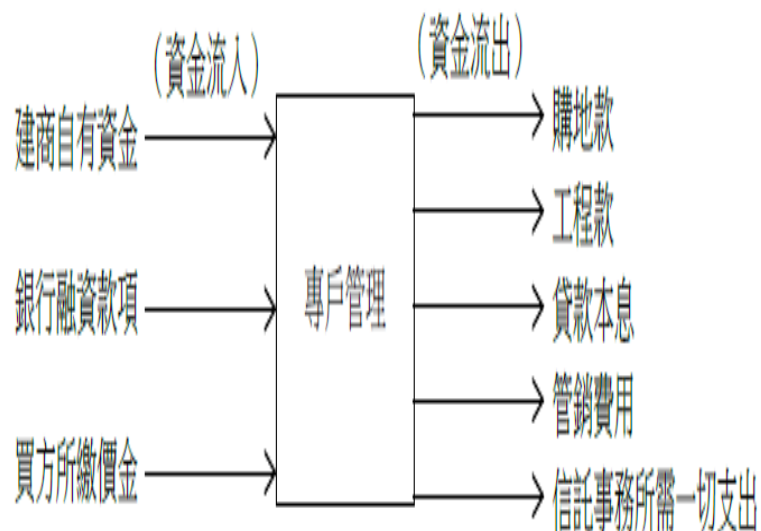 (資金流入)
(資金流出)
建商自有資金
銀行融資款項
買方所繳價金
專戶管理
購地款
工程款
貸款本息
管銷費用
信託事務所需一切支出